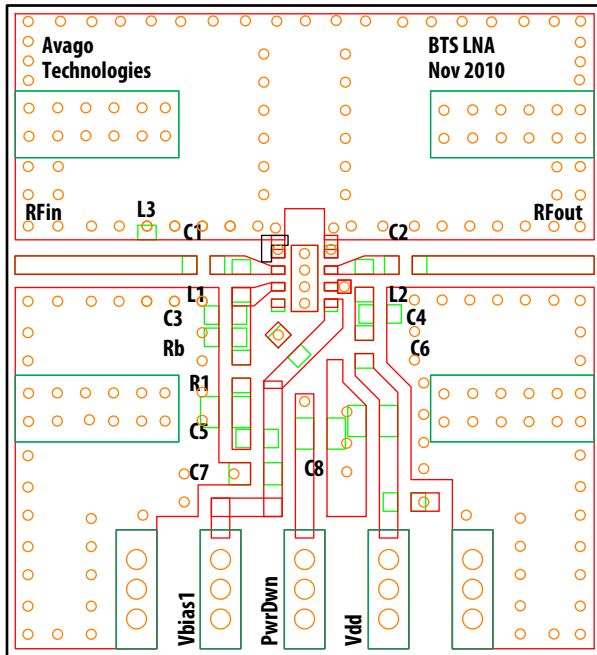 Avago
Technologies
BTS LNA
Nov 2010
RFin
L3
RFout
C1
C2
L1
L2
C3
C4
Rb
C6
R1
C5
C7
C8
Vbias1
PwrDwn
Vdd